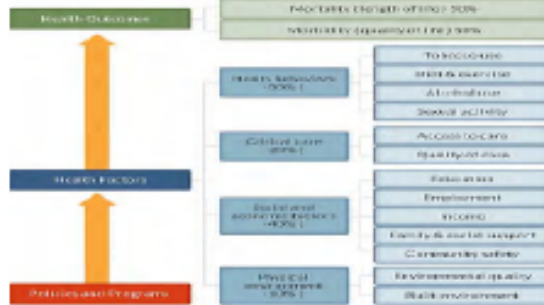 Health Outcomes
Mortality (length of life) 50%
Morbidity (quality of life) 50%
Health behaviors
(30%)
Tobacco use
Diet & exercise
Alcohol use
Sexual activity
Clinical care
(20%)
Access to care
Quality of care
Health Factors
Social and
economic factors
(40%)
Education
Employment
Income
Family & social support
Community safety
Policies and Programs
Physical
environment
(10%)
Environmental quality
Built environment